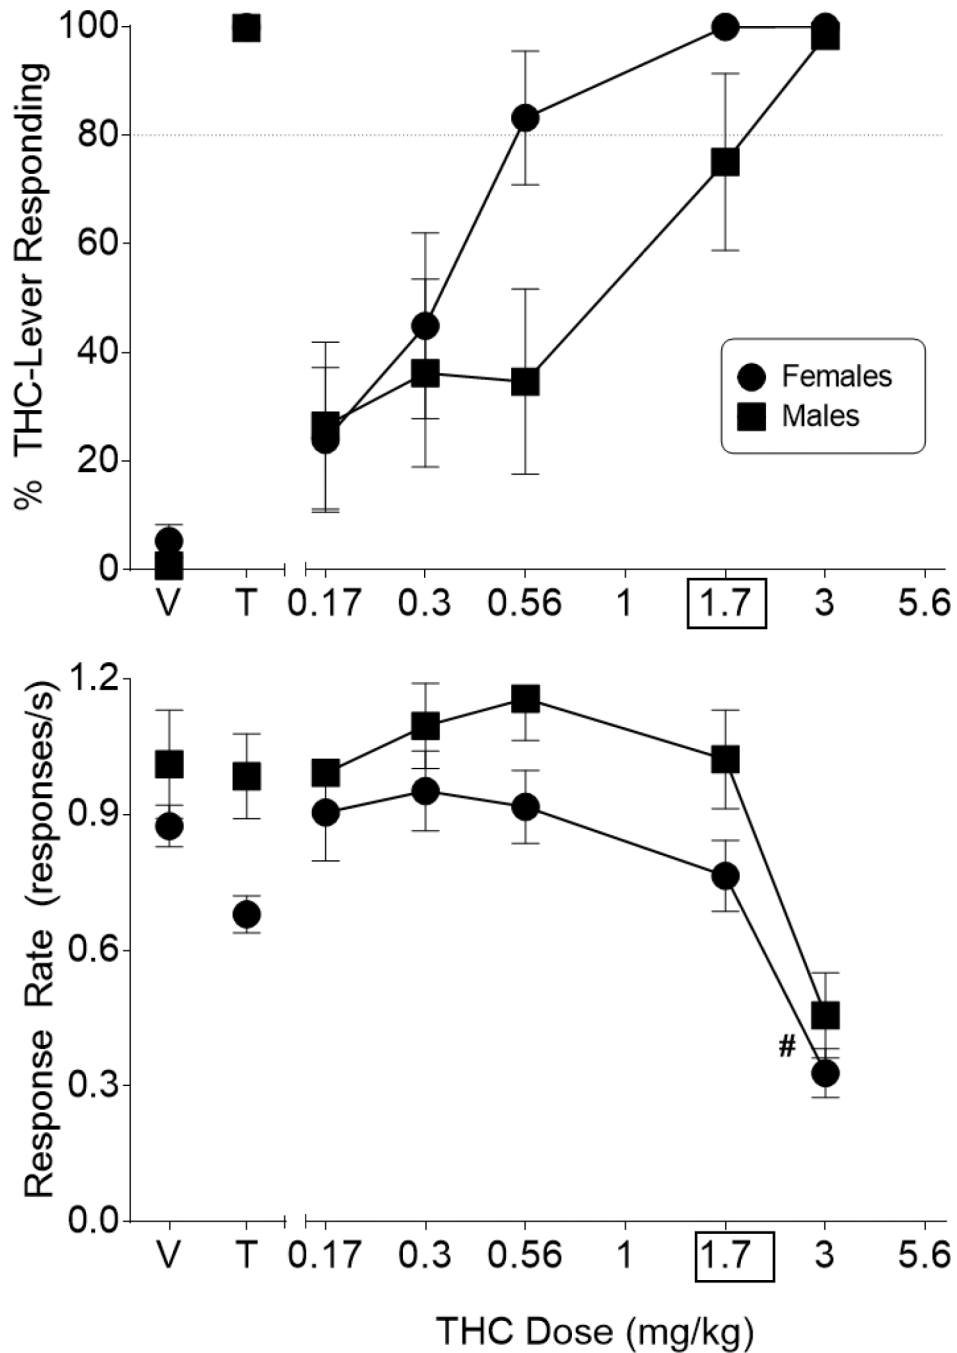 % THC-Lever Responding
100
80
60
40
20
0
Females
Males
V T 0.17 0.3 0.56 1 1.7 3 5.6
Response Rate (responses/s)
1.2
0.9
0.6
0.3
0.0
#
V T 0.17 0.3 0.56 1 1.7 3 5.6
THC Dose (mg/kg)